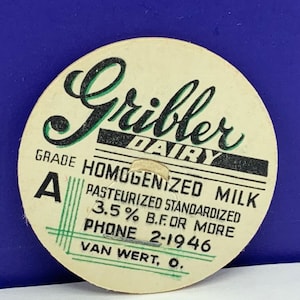 Gribler
DAIRY
GRADE A
HOMOGENIZED MILK
PASTEURIZED STANDARDIZED
3.5% B.F. OR MORE
PHONE 2-1946
VAN WERT, O.